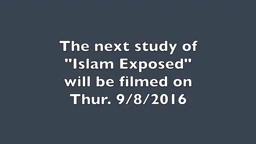 The next study of
"Islam Exposed"
will be filmed on
Thur. 9/8/2016